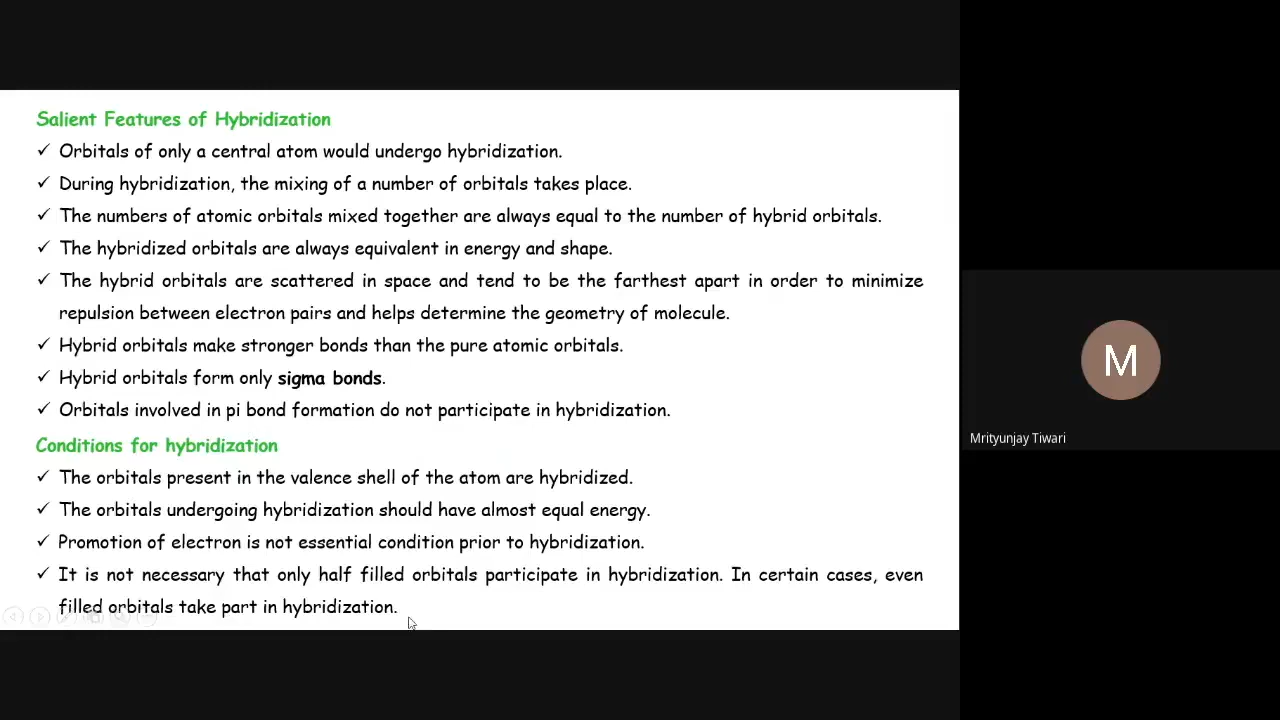 Salient Features of Hybridization
✓ Orbitals of only a central atom would undergo hybridization.
✓ During hybridization, the mixing of a number of orbitals takes place.
✓ The numbers of atomic orbitals mixed together are always equal to the number of hybrid orbitals.
✓ The hybridized orbitals are always equivalent in energy and shape.
✓ The hybrid orbitals are scattered in space and tend to be the farthest apart in order to minimize
repulsion between electron pairs and helps determine the geometry of molecule.
✓ Hybrid orbitals make stronger bonds than the pure atomic orbitals.
✓ Hybrid orbitals form only sigma bonds.
✓ Orbitals involved in pi bond formation do not participate in hybridization.
Conditions for hybridization
✓ The orbitals present in the valence shell of the atom are hybridized.
✓ The orbitals undergoing hybridization should have almost equal energy.
✓ Promotion of electron is not essential condition prior to hybridization.
✓ It is not necessary that only half filled orbitals participate in hybridization. In certain cases, even
filled orbitals take part in hybridization.
M
Mrityunjay Tiwari